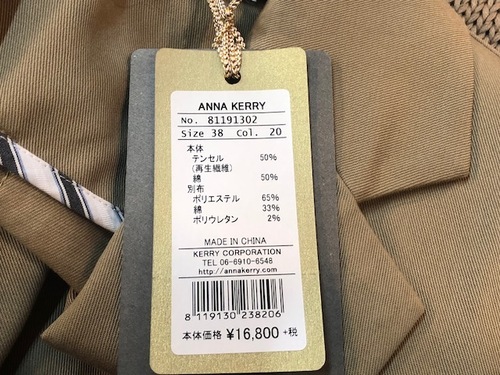 ANNA KERRY
No. 81191302
Size 38 Col. 20
本体
テンセル 50%
(再生繊維)
綿 50%
別布
ポリエステル 65%
綿 33%
ポリウレタン 2%
MADE IN CHINA
KERRY CORPORATION
TEL 06-6910-6548
http://annakerry.com
8 119130 238206
本体価格 ¥16,800 +税